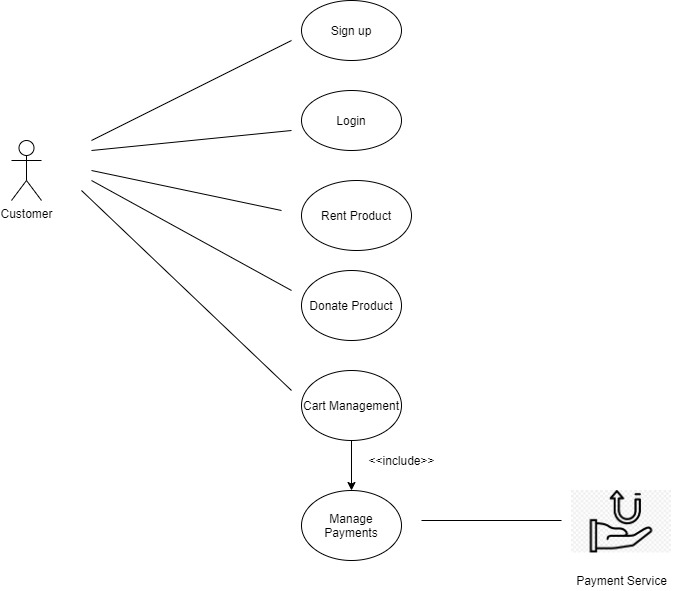 Sign up
Login
Customer
Rent Product
Donate Product
Cart Management
<<include>>
Manage
Payments
Payment Service